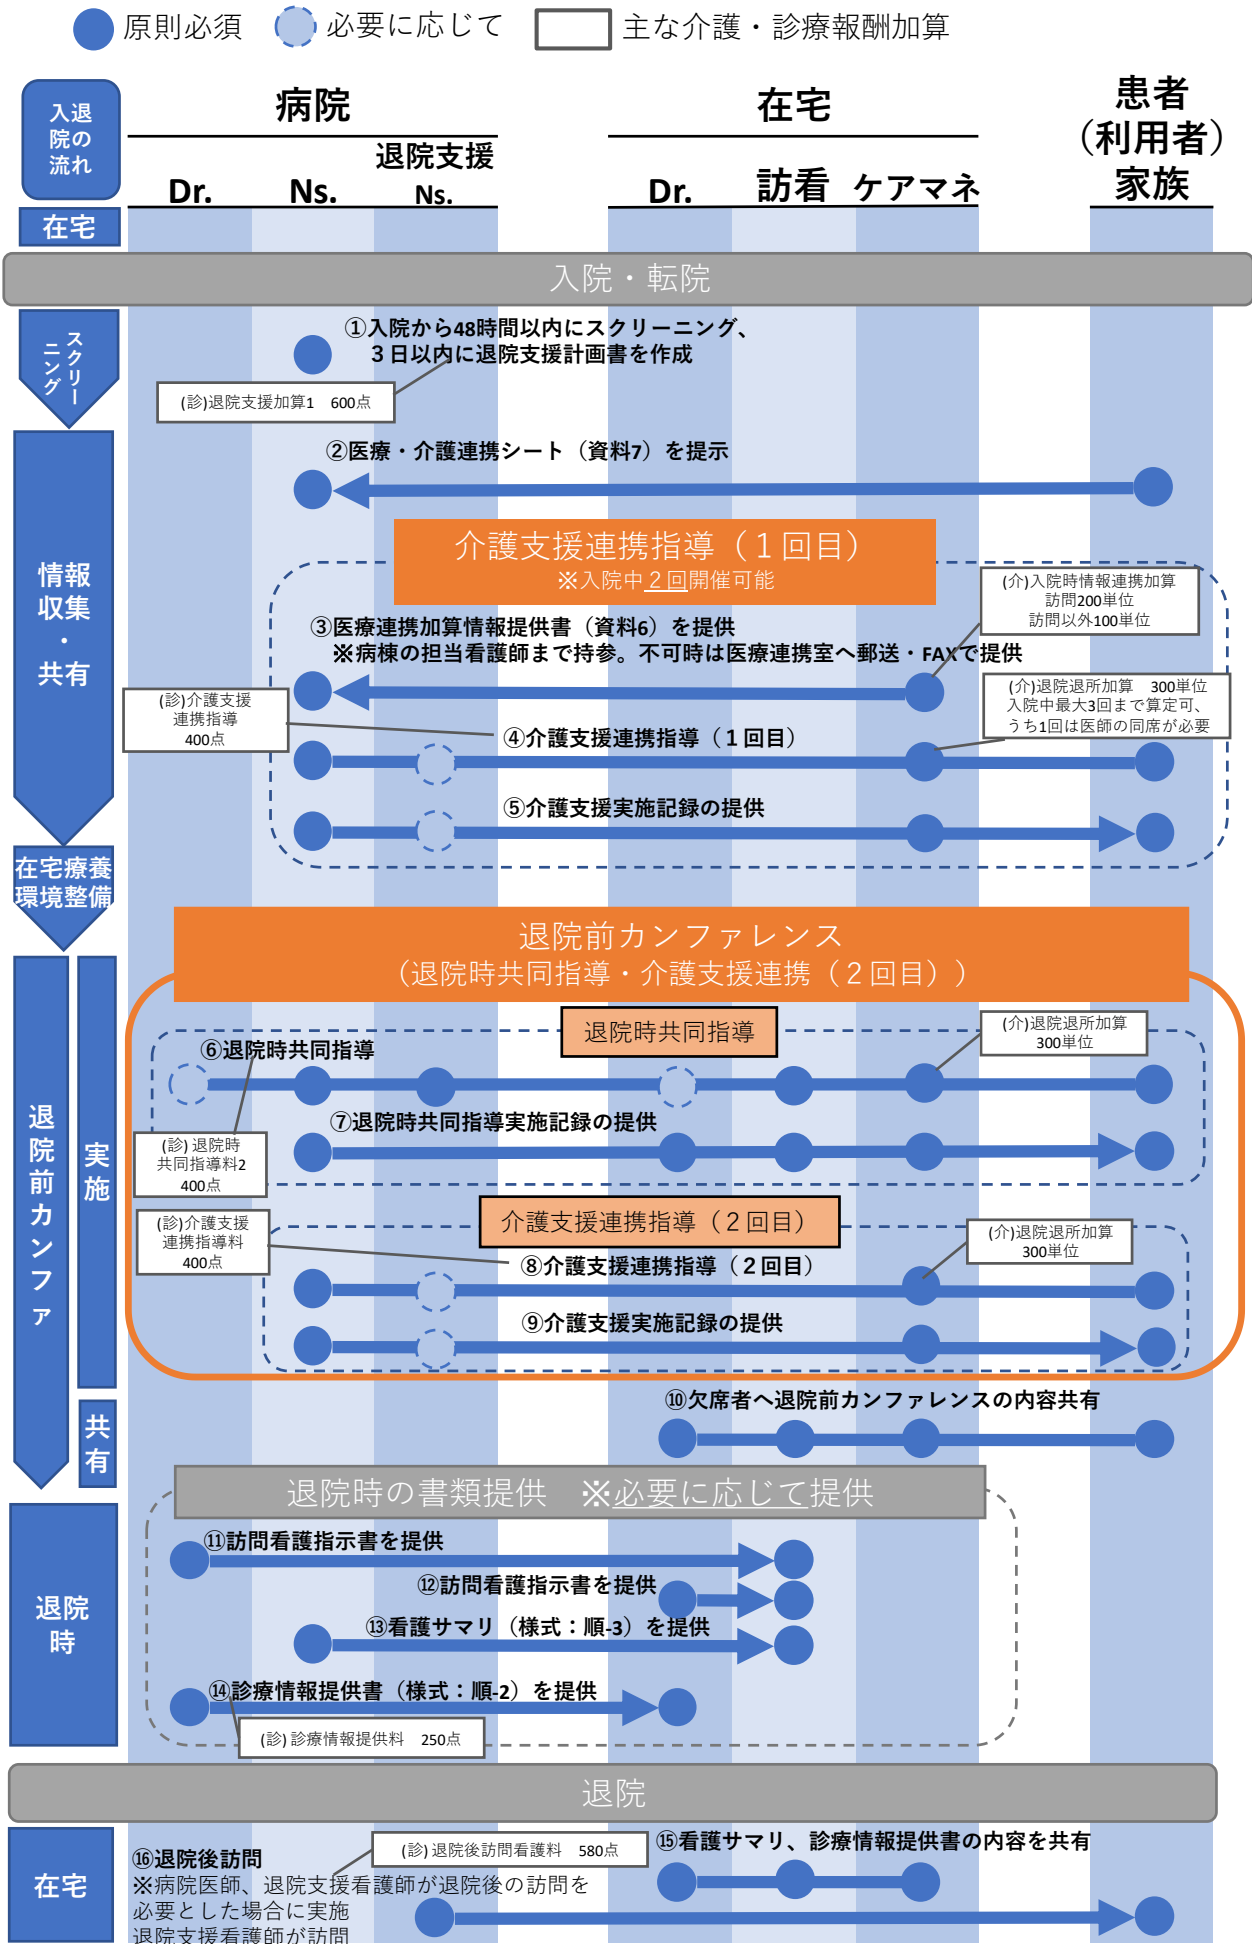 原則必須
必要に応じて
主な介護・診療報酬加算
入退
院の
流れ
病院
在宅
患者
（利用者）
家族
Dr.
Ns.
退院支援
Ns.
Dr.
訪看
ケアマネ
在宅
入院・転院
スクリー
ニング
①入院から48時間以内にスクリーニング、
３日以内に退院支援計画書を作成
(診)退院支援加算1　600点
情報
収集
・
共有
②医療・介護連携シート（資料7）を提示
介護支援連携指導（１回目）
※入院中２回開催可能
(介)入院時情報連携加算
訪問200単位
訪問以外100単位
③医療連携加算情報提供書（資料6）を提供
※病棟の担当看護師まで持参。不可時は医療連携室へ郵送・FAXで提供
(診)介護支援
連携指導
400点
(介)退院退所加算　300単位
入院中最大3回まで算定可、
うち1回は医師の同席が必要
④介護支援連携指導（１回目）
⑤介護支援実施記録の提供
在宅療養
環境整備
退院前カンファ
実施
退院前カンファレンス
（退院時共同指導・介護支援連携（２回目））
退院時共同指導
(介)退院退所加算
300単位
⑥退院時共同指導
⑦退院時共同指導実施記録の提供
(診) 退院時
共同指導料2
400点
介護支援連携指導（２回目）
(診)介護支援
連携指導料
400点
(介)退院退所加算
300単位
⑧介護支援連携指導（２回目）
⑨介護支援実施記録の提供
共有
⑩欠席者へ退院前カンファレンスの内容共有
退院時
退院時の書類提供　※必要に応じて提供
⑪訪問看護指示書を提供
⑫訪問看護指示書を提供
⑬看護サマリ（様式：順-3）を提供
⑭診療情報提供書（様式：順-2）を提供
(診) 診療情報提供料　250点
退院
在宅
(診) 退院後訪問看護料　580点
⑮看護サマリ、診療情報提供書の内容を共有
⑯退院後訪問
※病院医師、退院支援看護師が退院後の訪問を
必要とした場合に実施
退院支援看護師が訪問